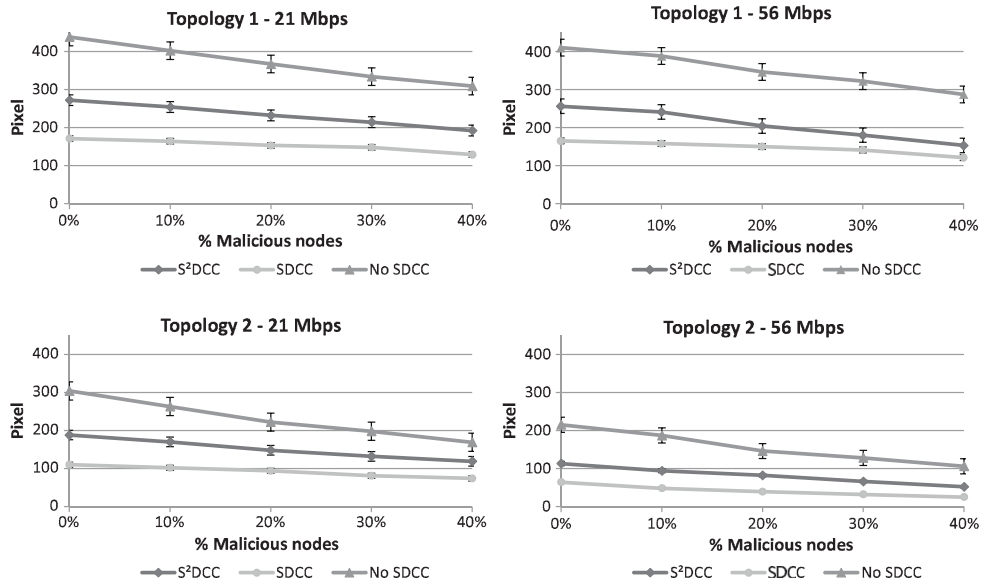 Topology 1 - 21 Mbps
400
300
200
100
0
Pixel
0% 10% 20% 30% 40%
% Malicious nodes
S²DCC SDCC No SDCC
Topology 1 - 56 Mbps
400
300
200
100
0
Pixel
0% 10% 20% 30% 40%
% Malicious nodes
S²DCC SDCC No SDCC
Topology 2 - 21 Mbps
400
300
200
100
0
Pixel
0% 10% 20% 30% 40%
% Malicious nodes
S²DCC SDCC No SDCC
Topology 2 - 56 Mbps
400
300
200
100
0
Pixel
0% 10% 20% 30% 40%
% Malicious nodes
S²DCC SDCC No SDCC